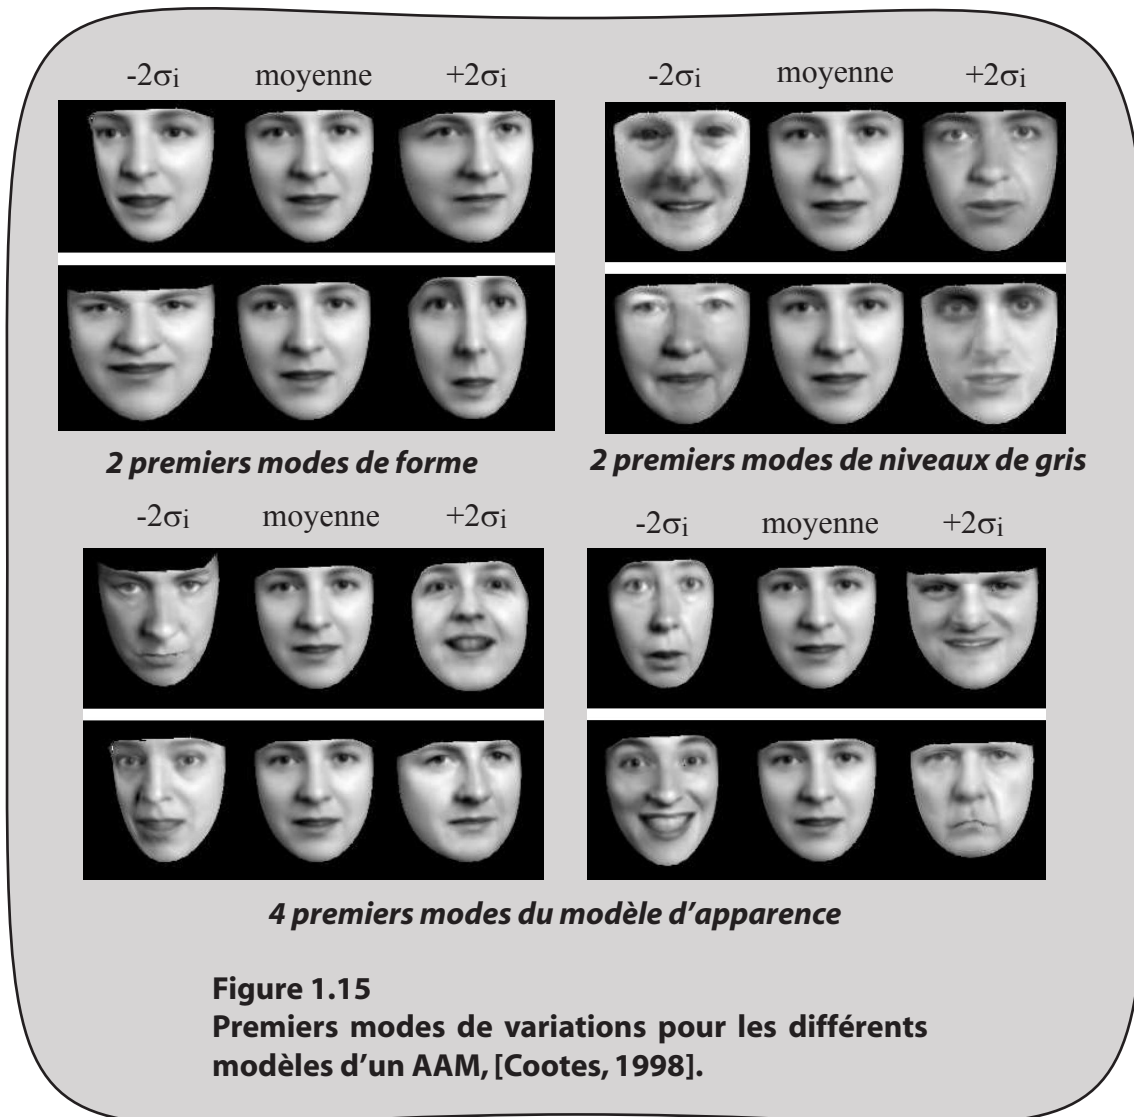 -2σi moyenne +2σi
-2σi moyenne +2σi
2 premiers modes de forme
2 premiers modes de niveaux de gris
-2σi moyenne +2σi
-2σi moyenne +2σi
4 premiers modes du modèle d'apparence
Figure 1.15
Premiers modes de variations pour les différents
modèles d'un AAM, [Cootes, 1998].